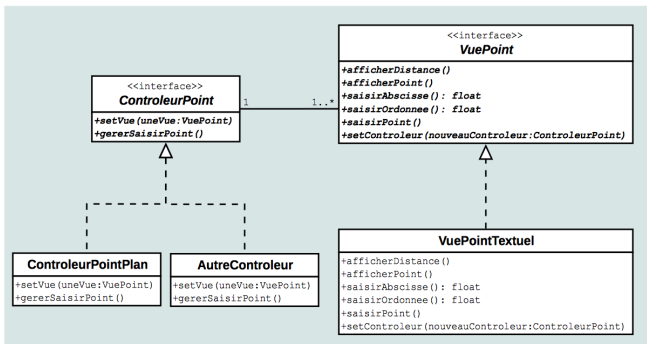 <<interface>>
ControleurPoint
+setVue(uneVue:VuePoint)
+gererSaisirPoint()
1
1..*
<<interface>>
VuePoint
+afficherDistance()
+afficherPoint()
+saisirAbscisse(): float
+saisirOrdonnee(): float
+saisirPoint()
+setControleur(nouveauControleur:ControleurPoint)
ControleurPointPlan
+setVue(uneVue:VuePoint)
+gererSaisirPoint()
AutreControleur
+setVue(uneVue:VuePoint)
+gererSaisirPoint()
VuePointTextuel
+afficherDistance()
+afficherPoint()
+saisirAbscisse(): float
+saisirOrdonnee(): float
+saisirPoint()
+setControleur(nouveauControleur:ControleurPoint)